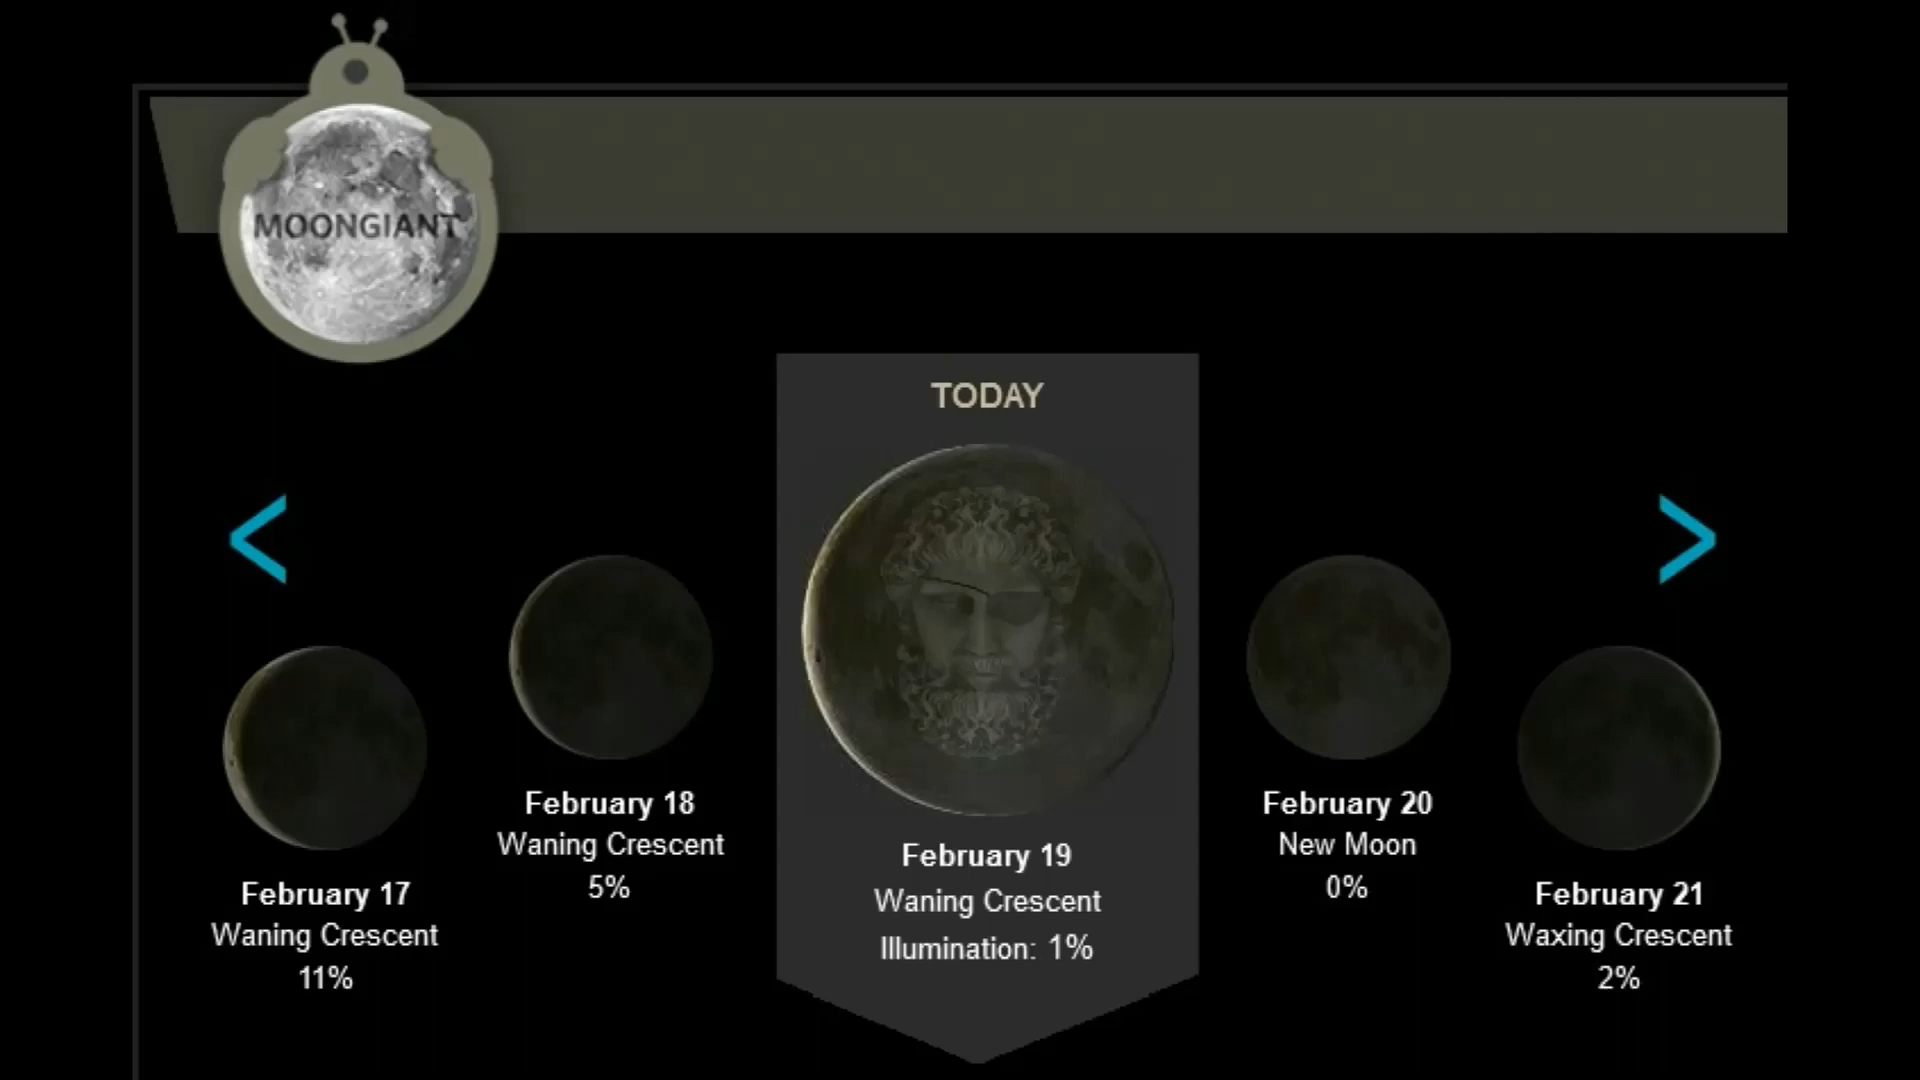 MOONGIANT
TODAY
<
>
February 17
Waning Crescent
11%
February 18
Waning Crescent
5%
February 19
Waning Crescent
Illumination: 1%
February 20
New Moon
0%
February 21
Waxing Crescent
2%